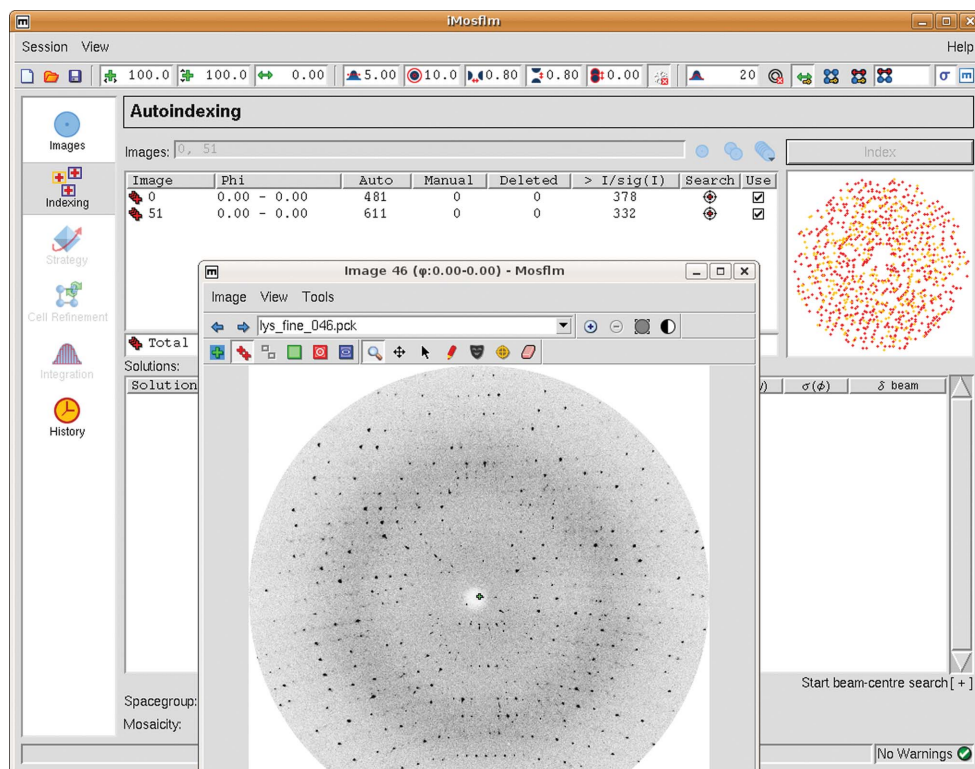 iMosflm
Session View Help
100.0 100.0 0.00 5.00 10.0 0.80 0.80 0.00 20 σ m
Autoindexing
Images
Images: 0, 51
Index
Indexing
Image Phi Auto Manual Deleted > I/sig(I) Search Use
0 0.00 - 0.00 481 0 0 378
51 0.00 - 0.00 611 0 0 332
Strategy
Cell Refinement
Integration
History
Image 46 (φ:0.00-0.00) - Mosflm
Image View Tools
lys_fine_046.pck
Total
Solutions:
Solution σ(ϕ) δ beam
Start beam-centre search [ + ]
Spacegroup:
Mosaicity:
No Warnings